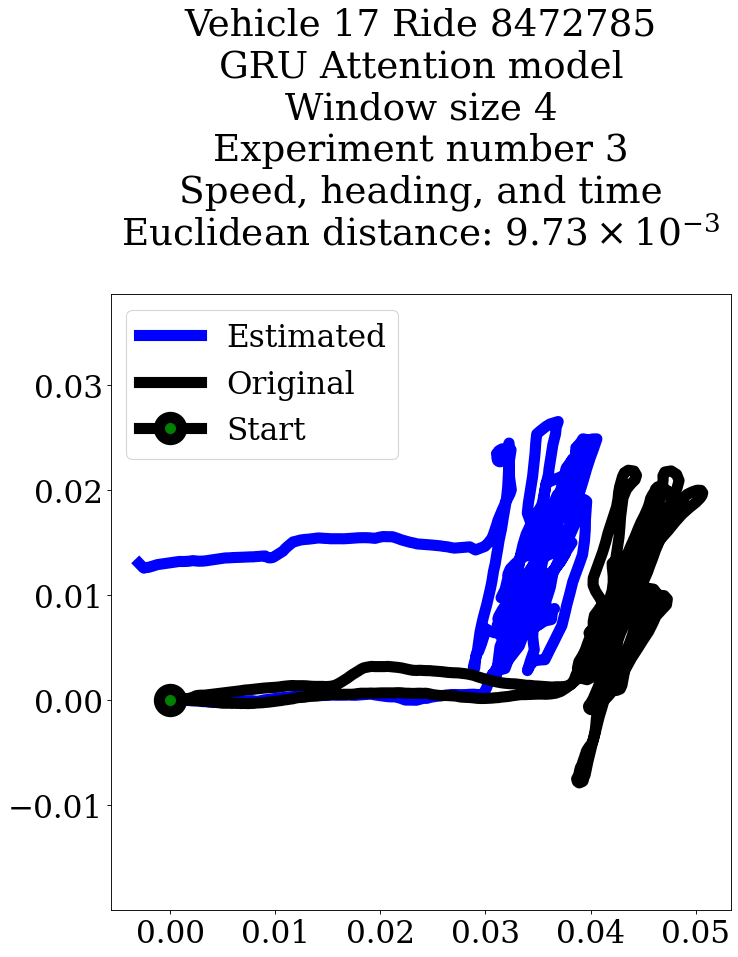 Vehicle 17 Ride 8472785
GRU Attention model
Window size 4
Experiment number 3
Speed, heading, and time
Euclidean distance: 9.73 × 10⁻³
Estimated
Original
Start
0.03
0.02
0.01
0.00
−0.01
0.00 0.01 0.02 0.03 0.04 0.05